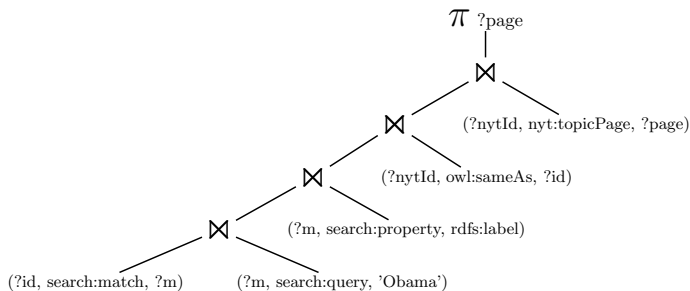 π ?page
⋈
⋈
(?nytId, nyt:topicPage, ?page)
⋈
(?nytId, owl:sameAs, ?id)
⋈
(?m, search:property, rdfs:label)
(?id, search:match, ?m)
(?m, search:query, 'Obama')